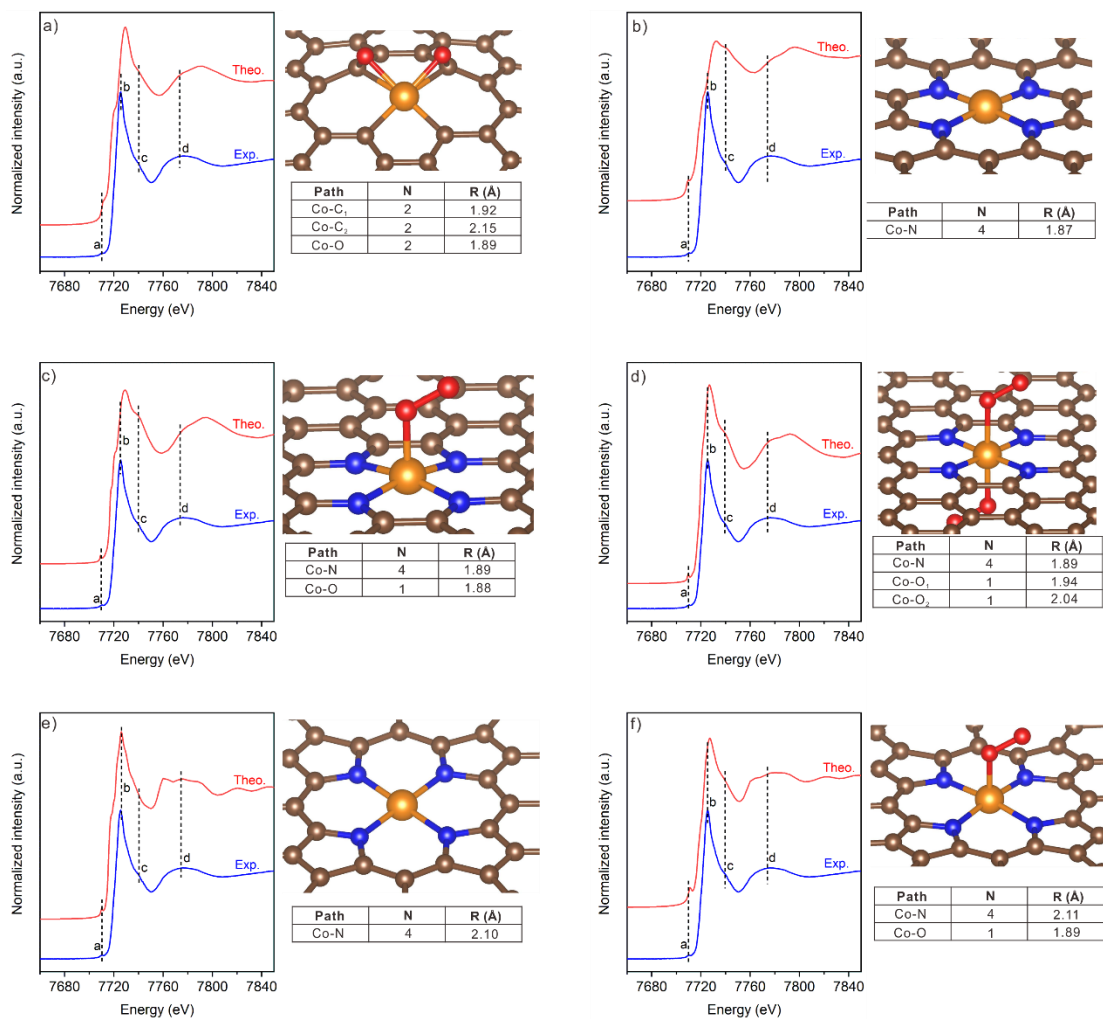 a)
Normalized intensity (a.u.)
Theo.
b
c
d
Exp.
a
7680 7720 7760 7800 7840
Energy (eV)
Path N R (Å)
Co-C₁ 2 1.92
Co-C₂ 2 2.15
Co-O 2 1.89
b)
Normalized intensity (a.u.)
Theo.
b
c
d
Exp.
a
7680 7720 7760 7800 7840
Energy (eV)
Path N R (Å)
Co-N 4 1.87
c)
Normalized intensity (a.u.)
Theo.
b
c
d
Exp.
a
7680 7720 7760 7800 7840
Energy (eV)
Path N R (Å)
Co-N 4 1.89
Co-O 1 1.88
d)
Normalized intensity (a.u.)
Theo.
b
c
d
Exp.
a
7680 7720 7760 7800 7840
Energy (eV)
Path N R (Å)
Co-N 4 1.89
Co-O₁ 1 1.94
Co-O₂ 1 2.04
e)
Normalized intensity (a.u.)
Theo.
b
c
d
Exp.
a
7680 7720 7760 7800 7840
Energy (eV)
Path N R (Å)
Co-N 4 2.10
f)
Normalized intensity (a.u.)
Theo.
b
c
d
Exp.
a
7680 7720 7760 7800 7840
Energy (eV)
Path N R (Å)
Co-N 4 2.11
Co-O 1 1.89